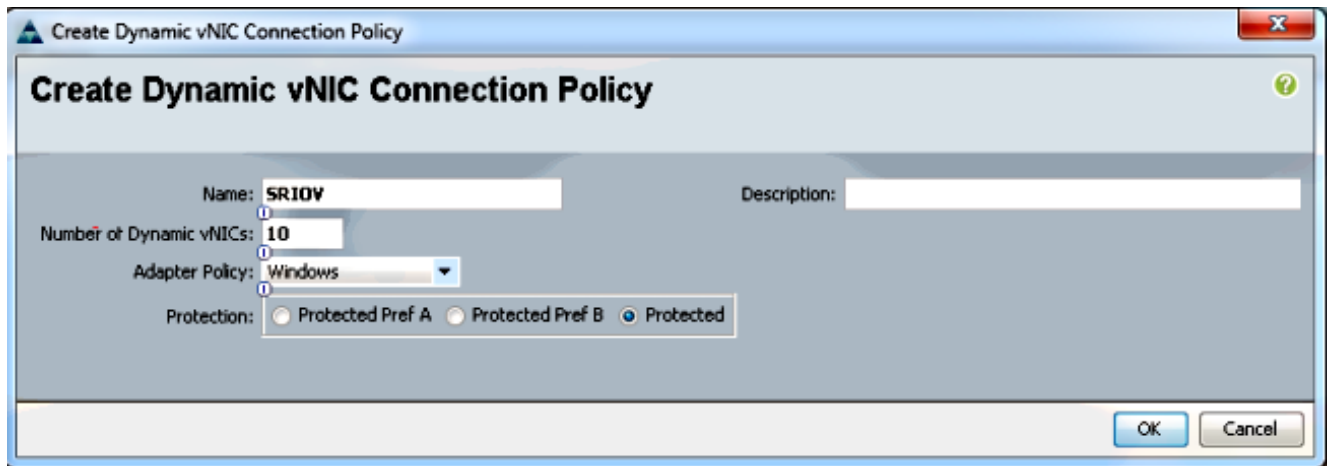 Create Dynamic vNIC Connection Policy
Create Dynamic vNIC Connection Policy
Name: SRIOV Description:
Number of Dynamic vNICs: 10
Adapter Policy: Windows
Protection: Protected Pref A Protected Pref B Protected
OK Cancel